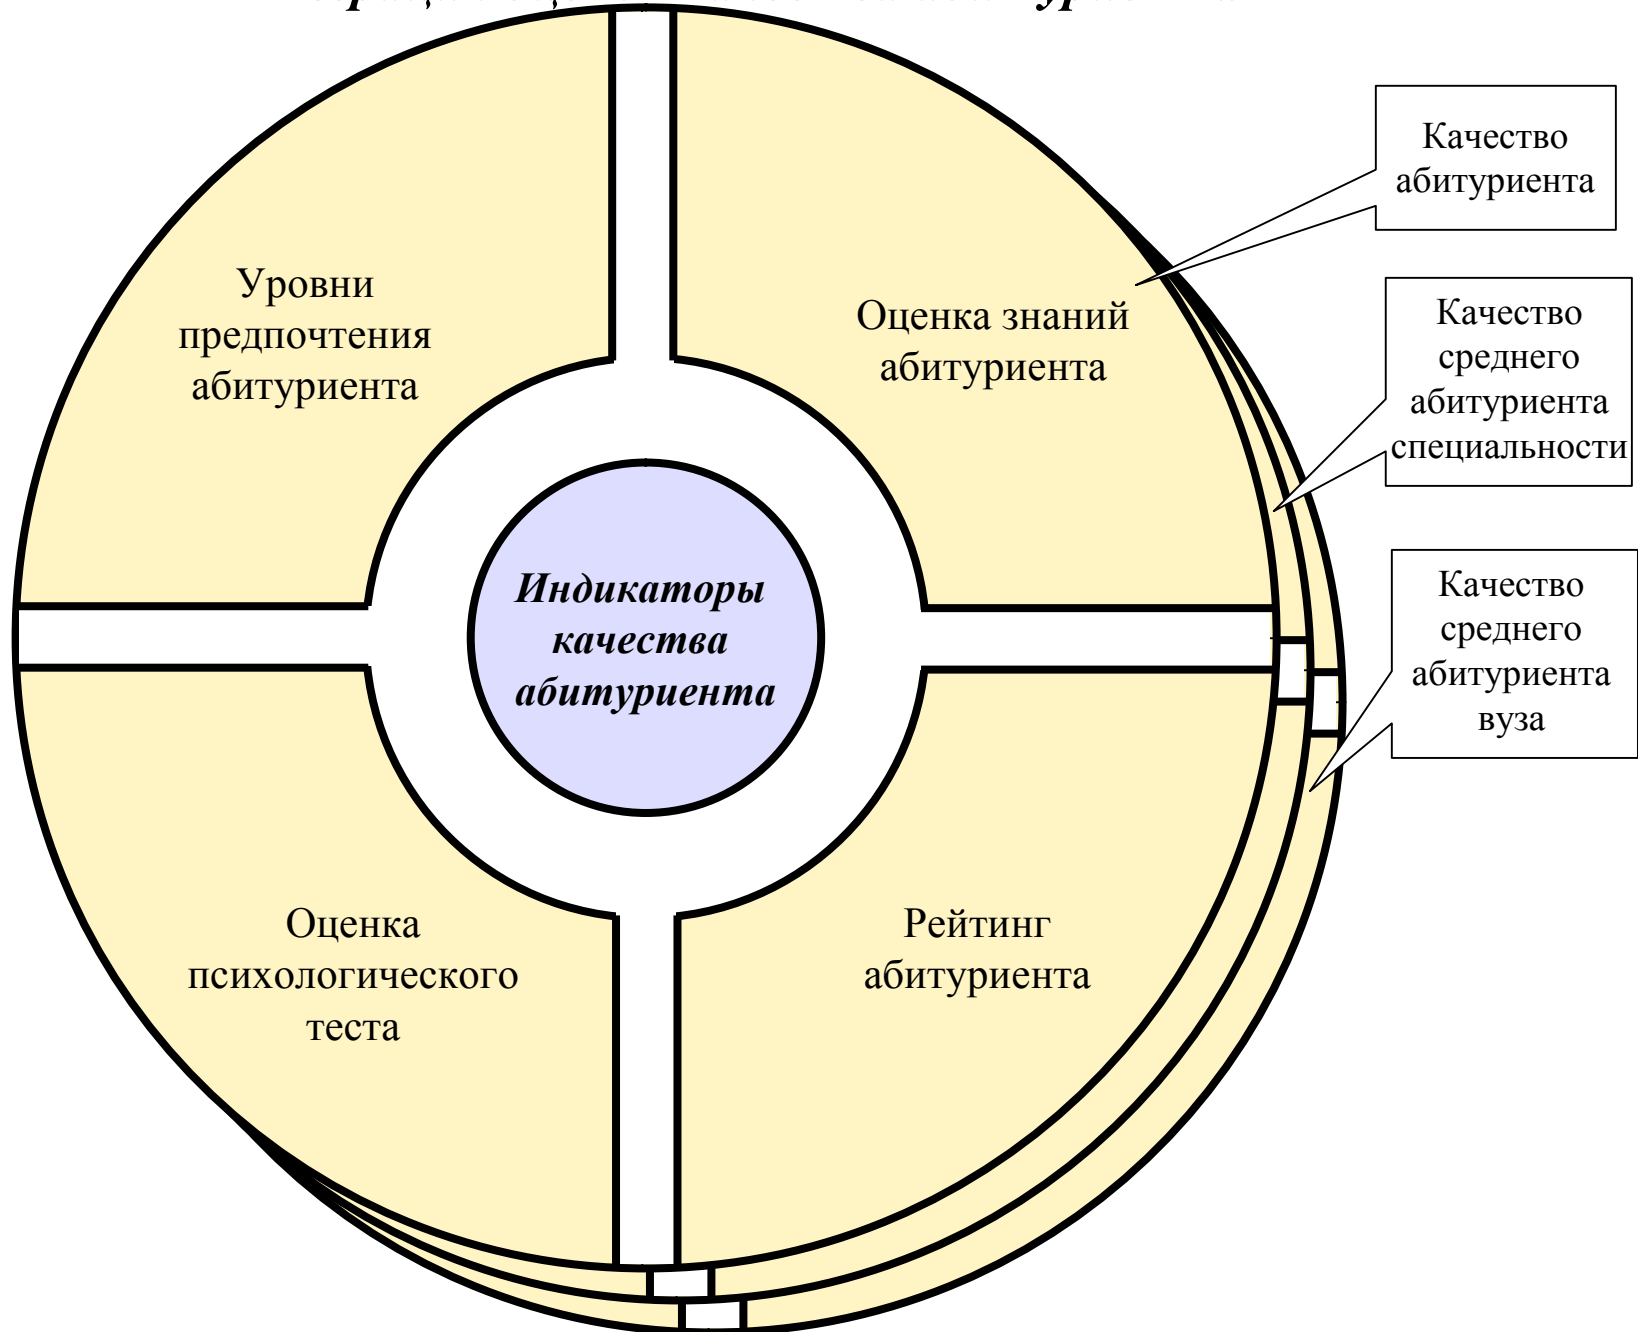 Качество
абитуриента
Уровни
предпочтения
абитуриента
Оценка знаний
абитуриента
Качество
среднего
абитуриента
специальности
Индикаторы
качества
абитуриента
Качество
среднего
абитуриента
вуза
Оценка
психологического
теста
Рейтинг
абитуриента